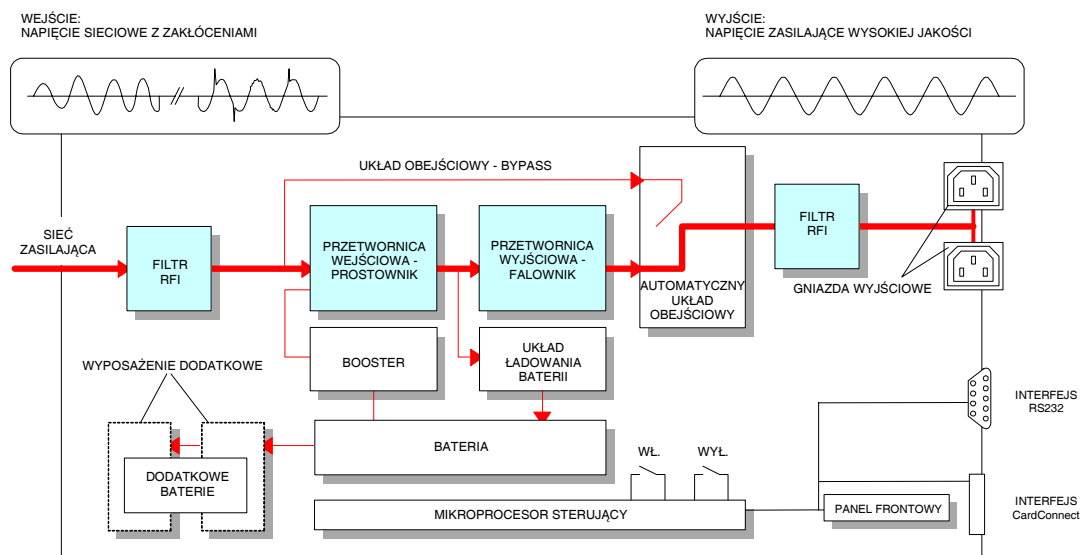 WEJŚCIE:
NAPIĘCIE SIECIOWE Z ZAKŁÓCENIAMI
WYJŚCIE:
NAPIĘCIE ZASILAJĄCE WYSOKIEJ JAKOŚCI
UKŁAD OBEJŚCIOWY - BYPASS
SIEĆ
ZASILAJĄCA
FILTR
RFI
PRZETWORNICA
WEJŚCIOWA -
PROSTOWNIK
PRZETWORNICA
WYJŚCIOWA -
FALOWNIK
AUTOMATYCZNY
UKŁAD
OBEJŚCIOWY
FILTR
RFI
GNIAZDA WYJŚCIOWE
WYPOSAŻENIE DODATKOWE
BOOSTER
UKŁAD
ŁADOWANIA
BATERII
INTERFEJS
RS232
BATERIA
DODATKOWE
BATERIE
WŁ.
WYŁ.
MIKROPROCESOR STERUJĄCY
PANEL FRONTOWY
INTERFEJS
CardConnect